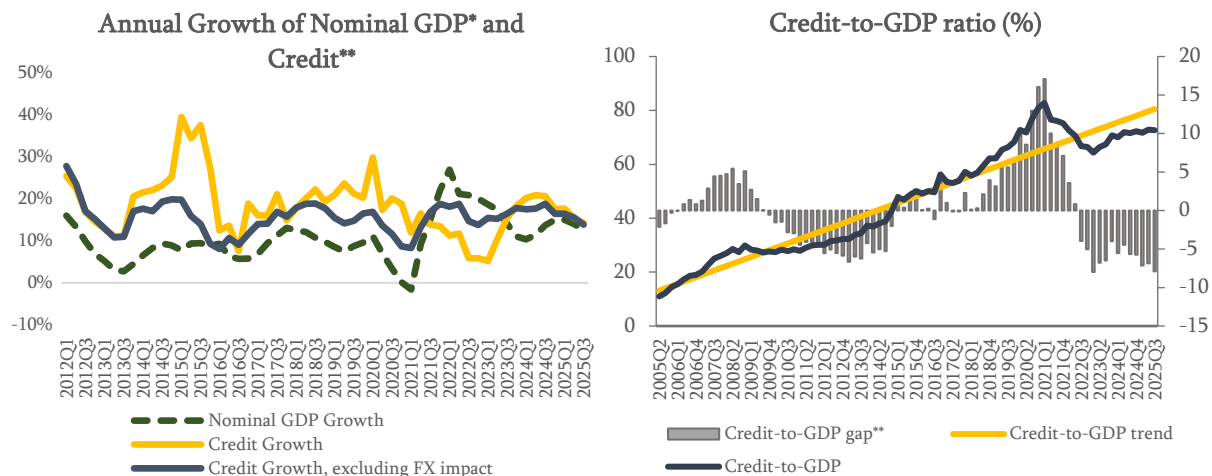 Annual Growth of Nominal GDP* and
Credit**
50%
40%
30%
20%
10%
0%
-10%
2012Q1
2012Q3
2013Q1
2013Q3
2014Q1
2014Q3
2015Q1
2015Q3
2016Q1
2016Q3
2017Q1
2017Q3
2018Q1
2018Q3
2019Q1
2019Q3
2020Q1
2020Q3
2021Q1
2021Q3
2022Q1
2022Q3
2023Q1
2023Q3
2024Q1
2024Q3
2025Q1
2025Q3
Nominal GDP Growth
Credit Growth
Credit Growth, excluding FX impact
Credit-to-GDP ratio (%)
100
80
60
40
20
0
20
15
10
5
0
-5
-10
-15
2005Q2
2006Q1
2006Q4
2007Q3
2008Q2
2009Q1
2009Q4
2010Q3
2011Q2
2012Q1
2012Q4
2013Q3
2014Q2
2015Q1
2015Q4
2016Q3
2017Q2
2018Q1
2018Q4
2019Q3
2020Q2
2021Q1
2021Q4
2022Q3
2023Q2
2024Q1
2024Q4
2025Q3
Credit-to-GDP gap**
Credit-to-GDP trend
Credit-to-GDP